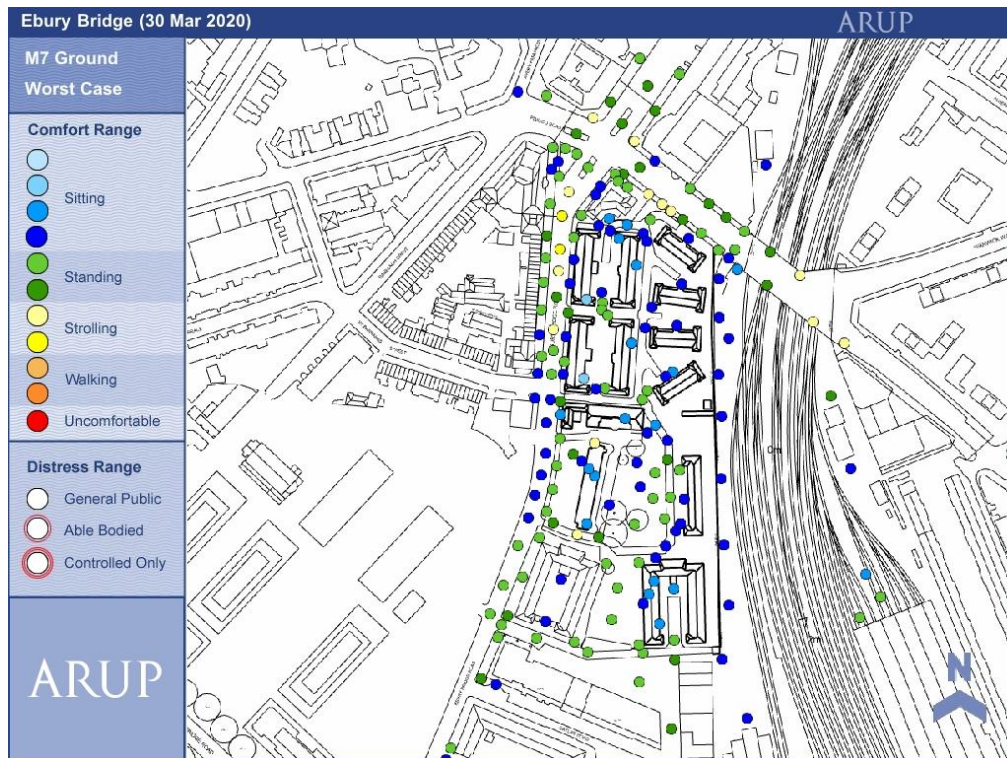 Ebury Bridge (30 Mar 2020)
ARUP
M7 Ground
Worst Case
Comfort Range
Sitting
Standing
Strolling
Walking
Uncomfortable
Distress Range
General Public
Able Bodied
Controlled Only
ARUP
0m
N